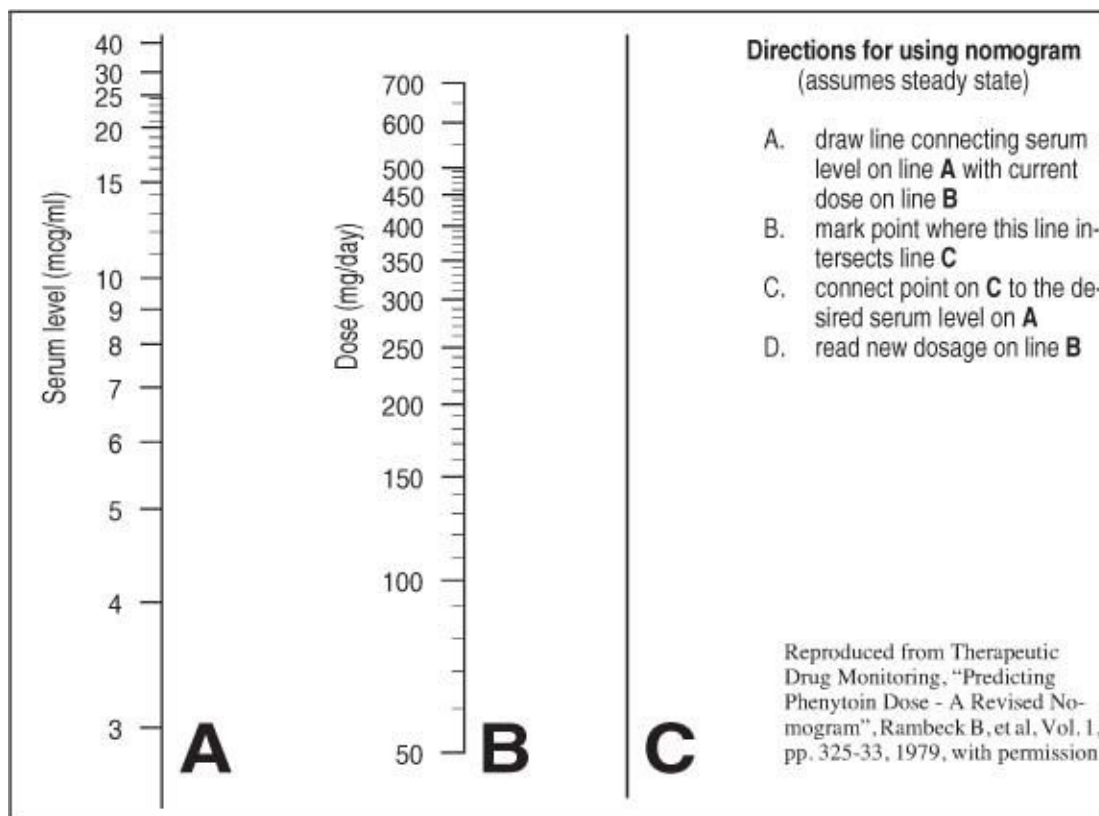 40
30
25
20
15
10
9
8
7
6
5
4
3
Serum level (mcg/ml)
A
700
600
500
450
400
350
300
250
200
150
100
50
Dose (mg/day)
B
C
Directions for using nomogram
(assumes steady state)
A. draw line connecting serum
level on line A with current
dose on line B
B. mark point where this line in-
tersects line C
C. connect point on C to the de-
sired serum level on A
D. read new dosage on line B
Reproduced from Therapeutic
Drug Monitoring, “Predicting
Phenytoin Dose - A Revised No-
mogram”, Rambeck B, et al, Vol. 1,
pp. 325-33, 1979, with permission